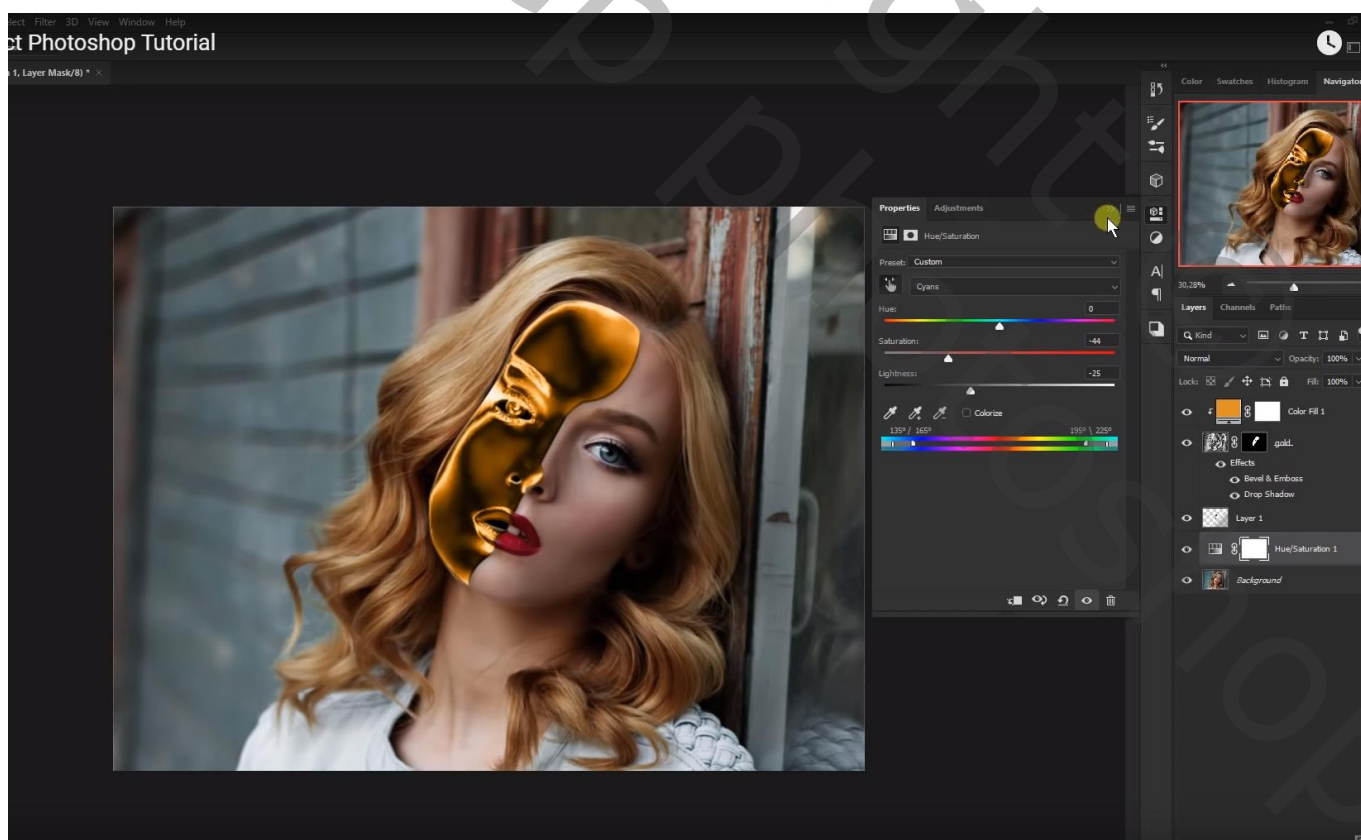 Filter 3D View Window Help
ct Photoshop Tutorial
1, Layer Mask/8) * ×
Color Swatches Histogram Navigator
Properties Adjustments
Hue/Saturation
Preset: Custom
Cyans
Hue: 0
Saturation: -44
Lightness: -25
Colorize
135° / 165° 195° \ 225°
30,28%
Layers Channels Paths
Kind
Normal Opacity: 100%
Lock: Fill: 100%
Color Fill 1
gold.
Effects
Bevel & Emboss
Drop Shadow
Layer 1
Hue/Saturation 1
Background